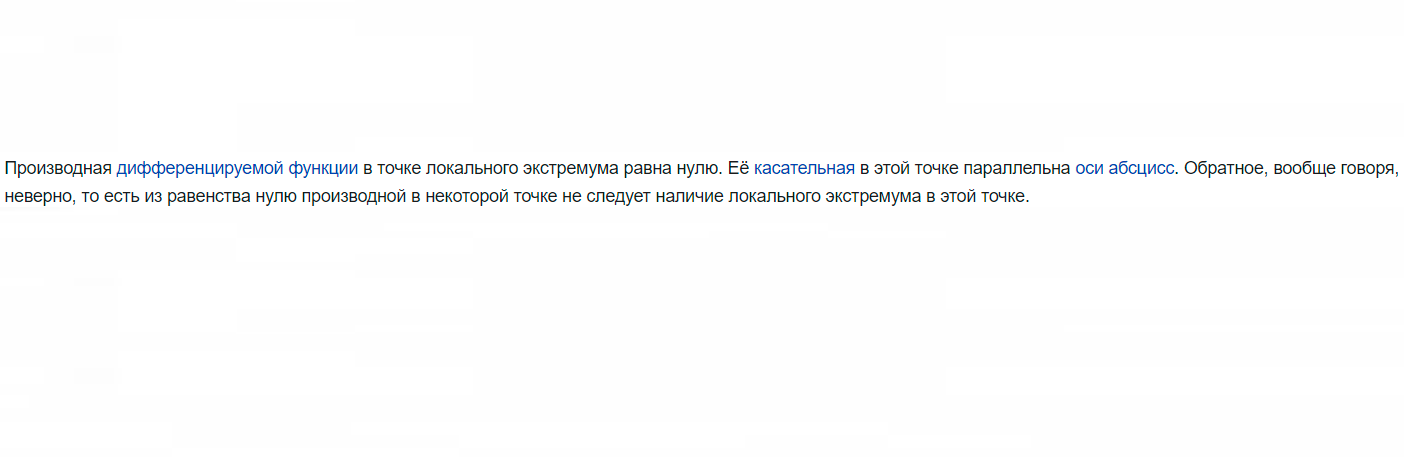 Производная дифференцируемой функции в точке локального экстремума равна нулю. Её касательная в этой точке параллельна оси абсцисс. Обратное, вообще говоря,
неверно, то есть из равенства нулю производной в некоторой точке не следует наличие локального экстремума в этой точке.